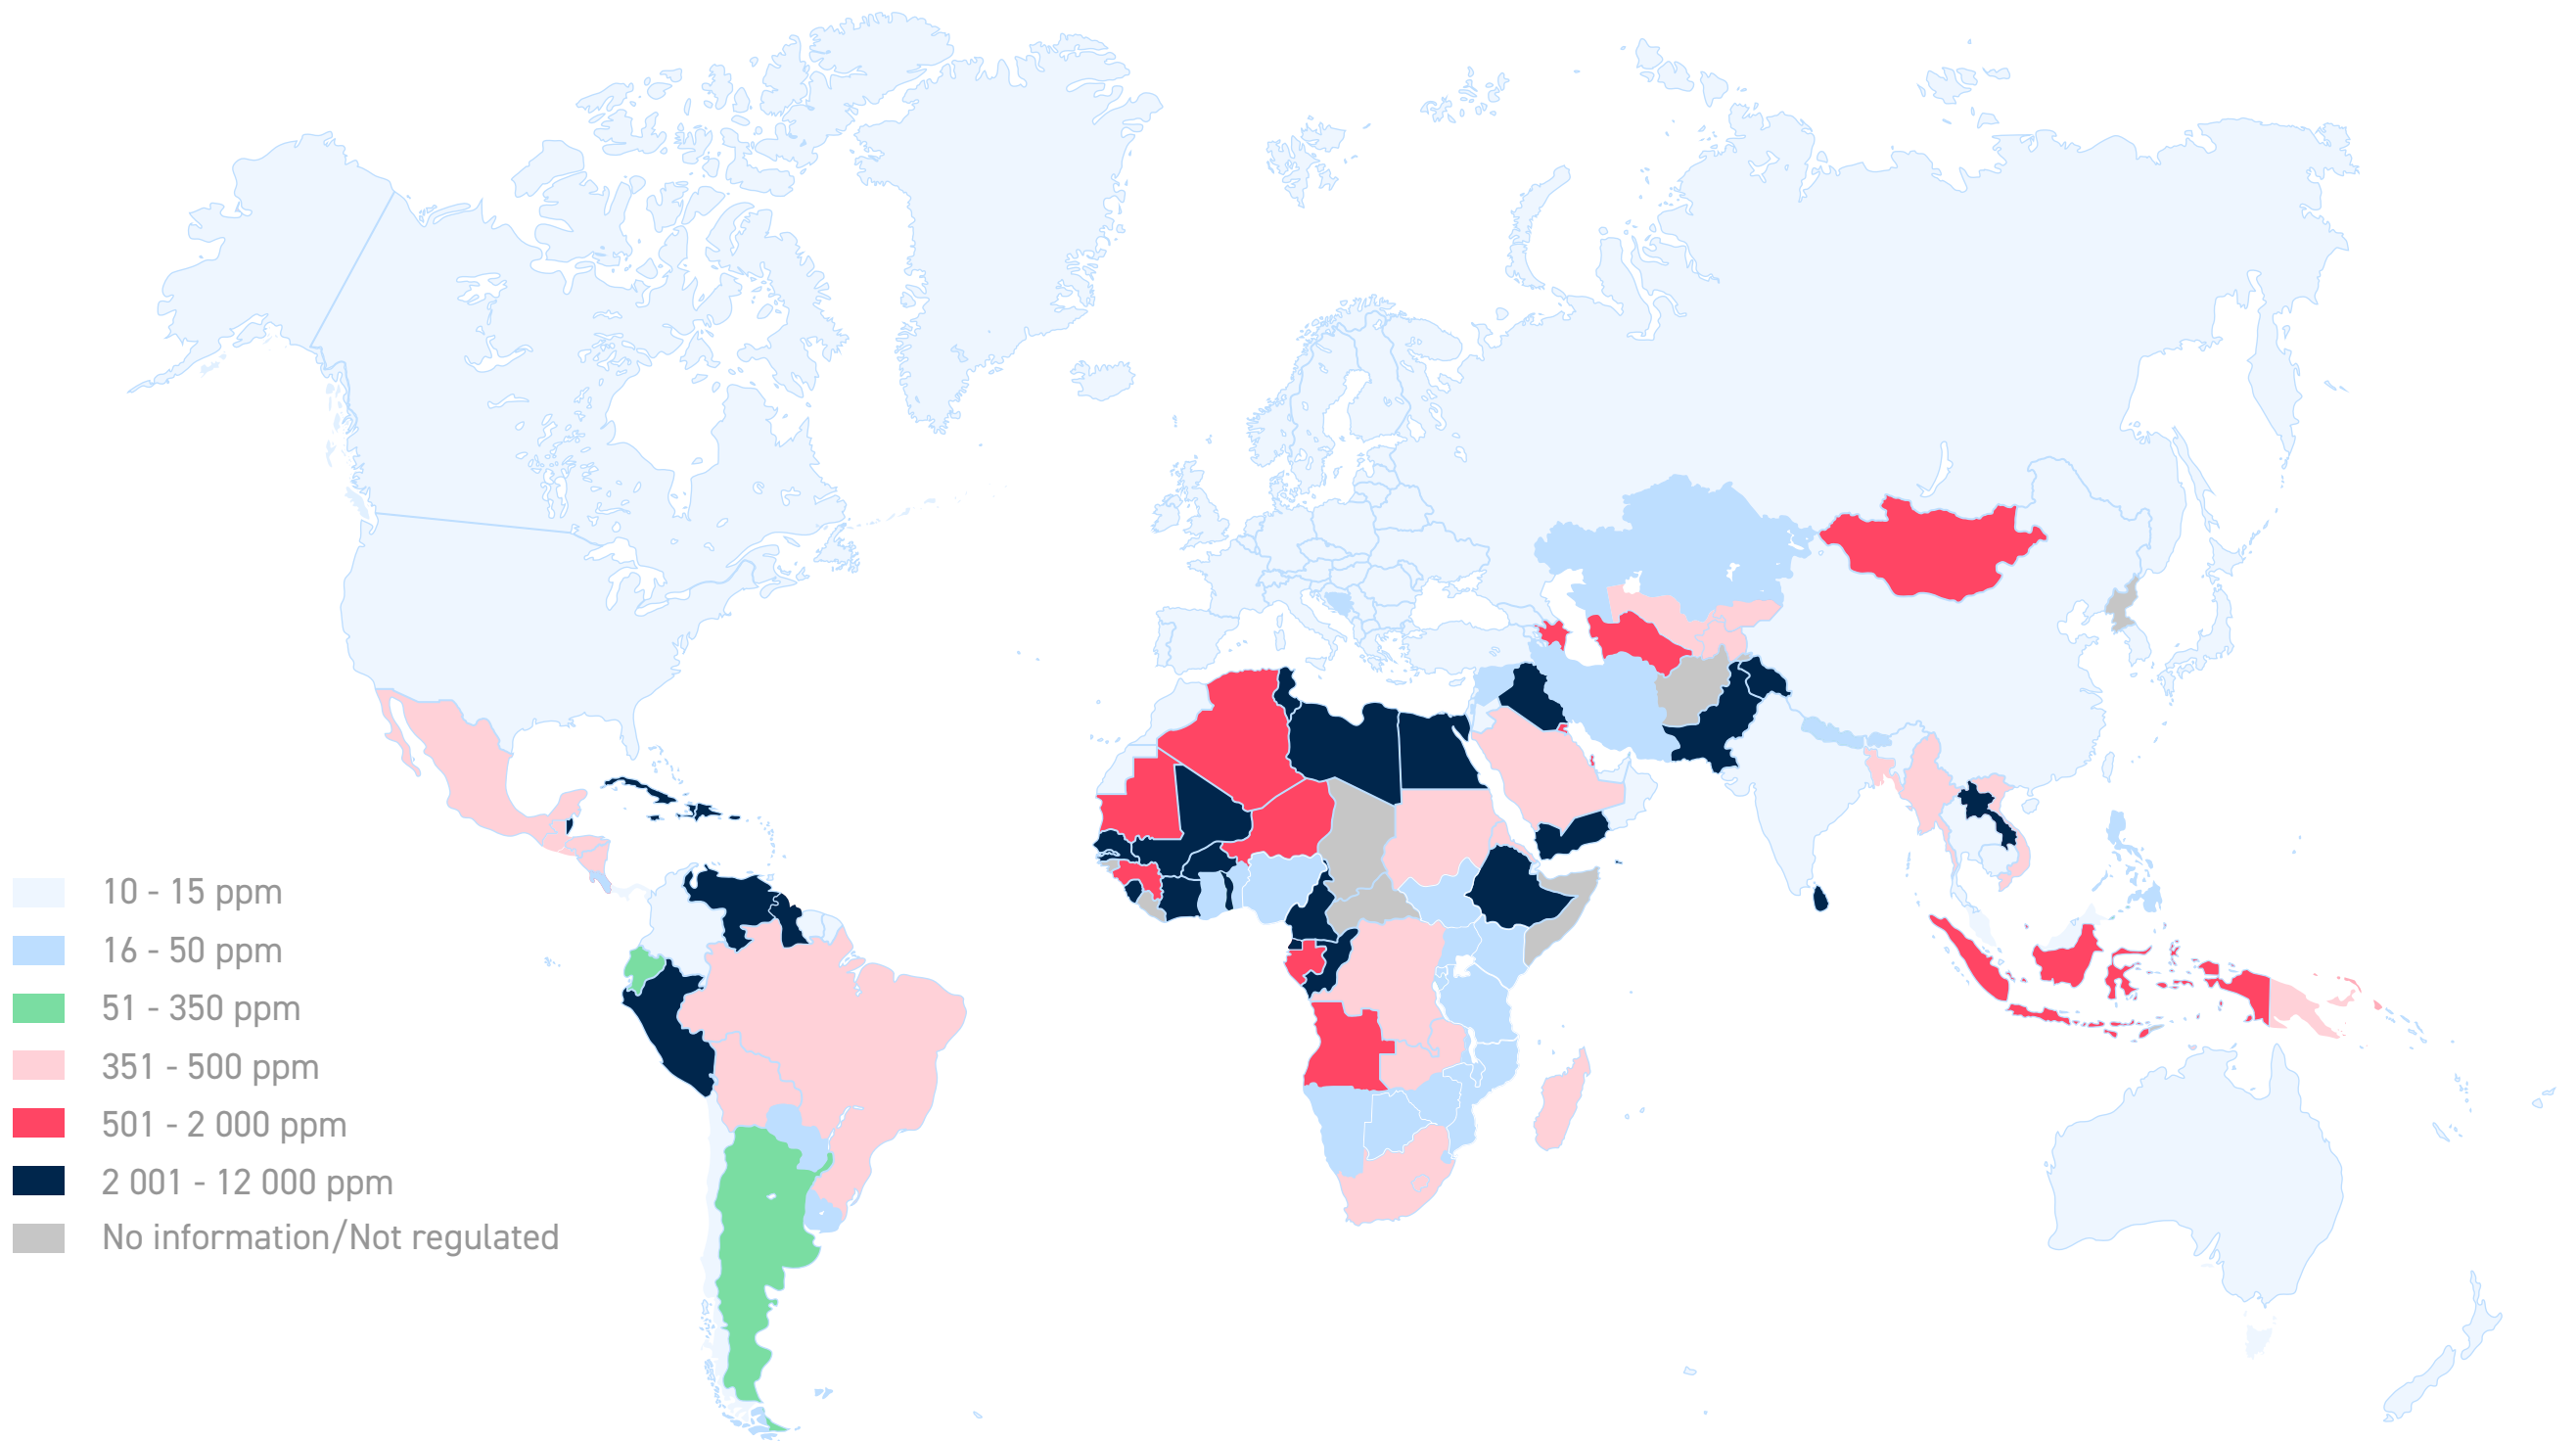 10 - 15 ppm
16 - 50 ppm
51 - 350 ppm
351 - 500 ppm
501 - 2 000 ppm
2 001 - 12 000 ppm
No information/Not regulated